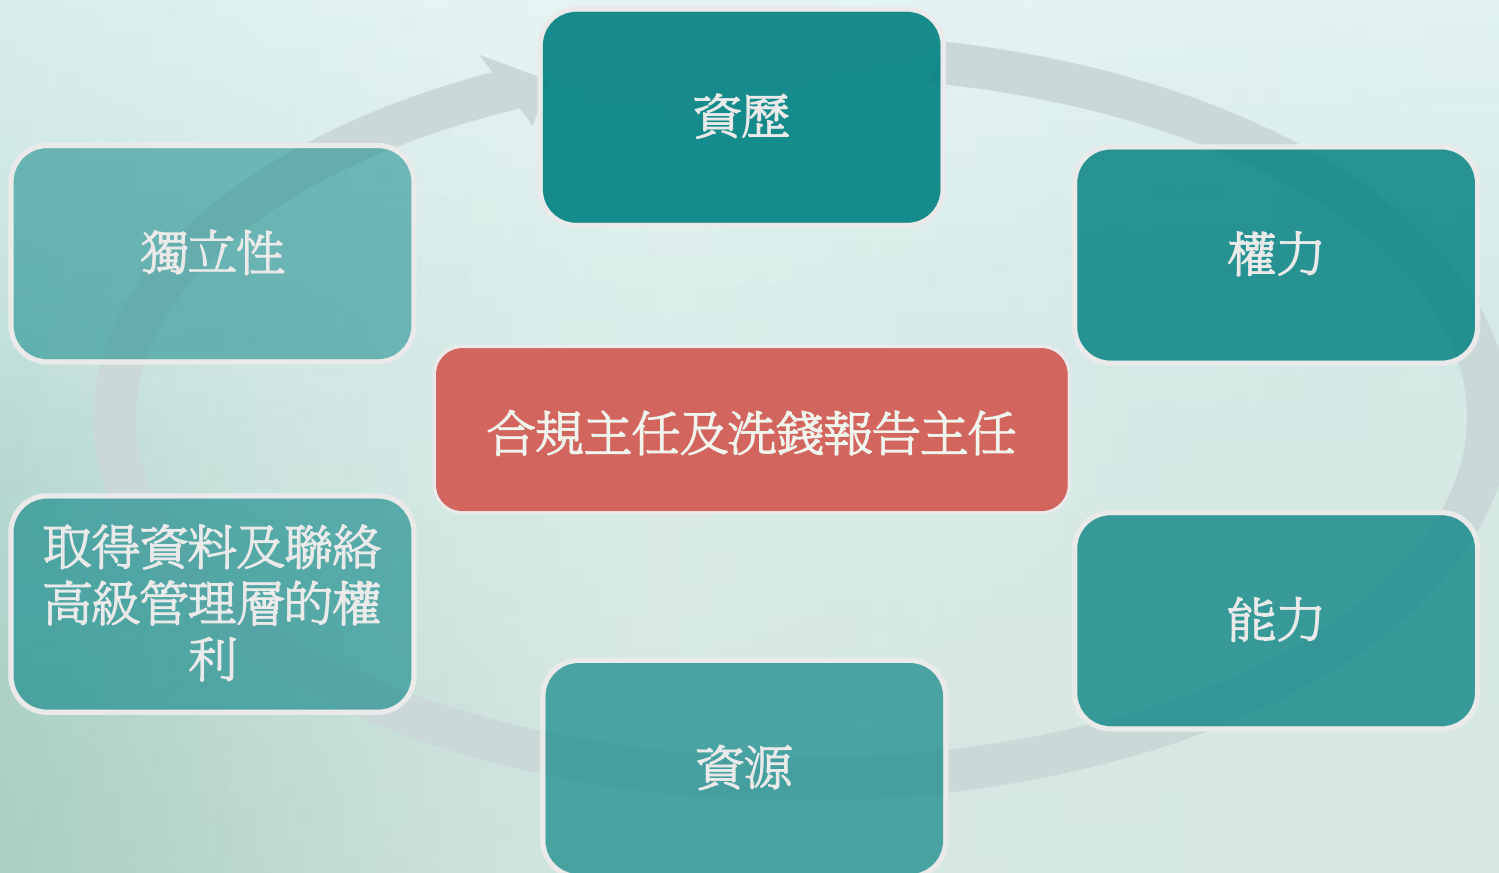 資歷
權力
能力
資源
取得資料及聯絡
高級管理層的權
利
獨立性
合規主任及洗錢報告主任